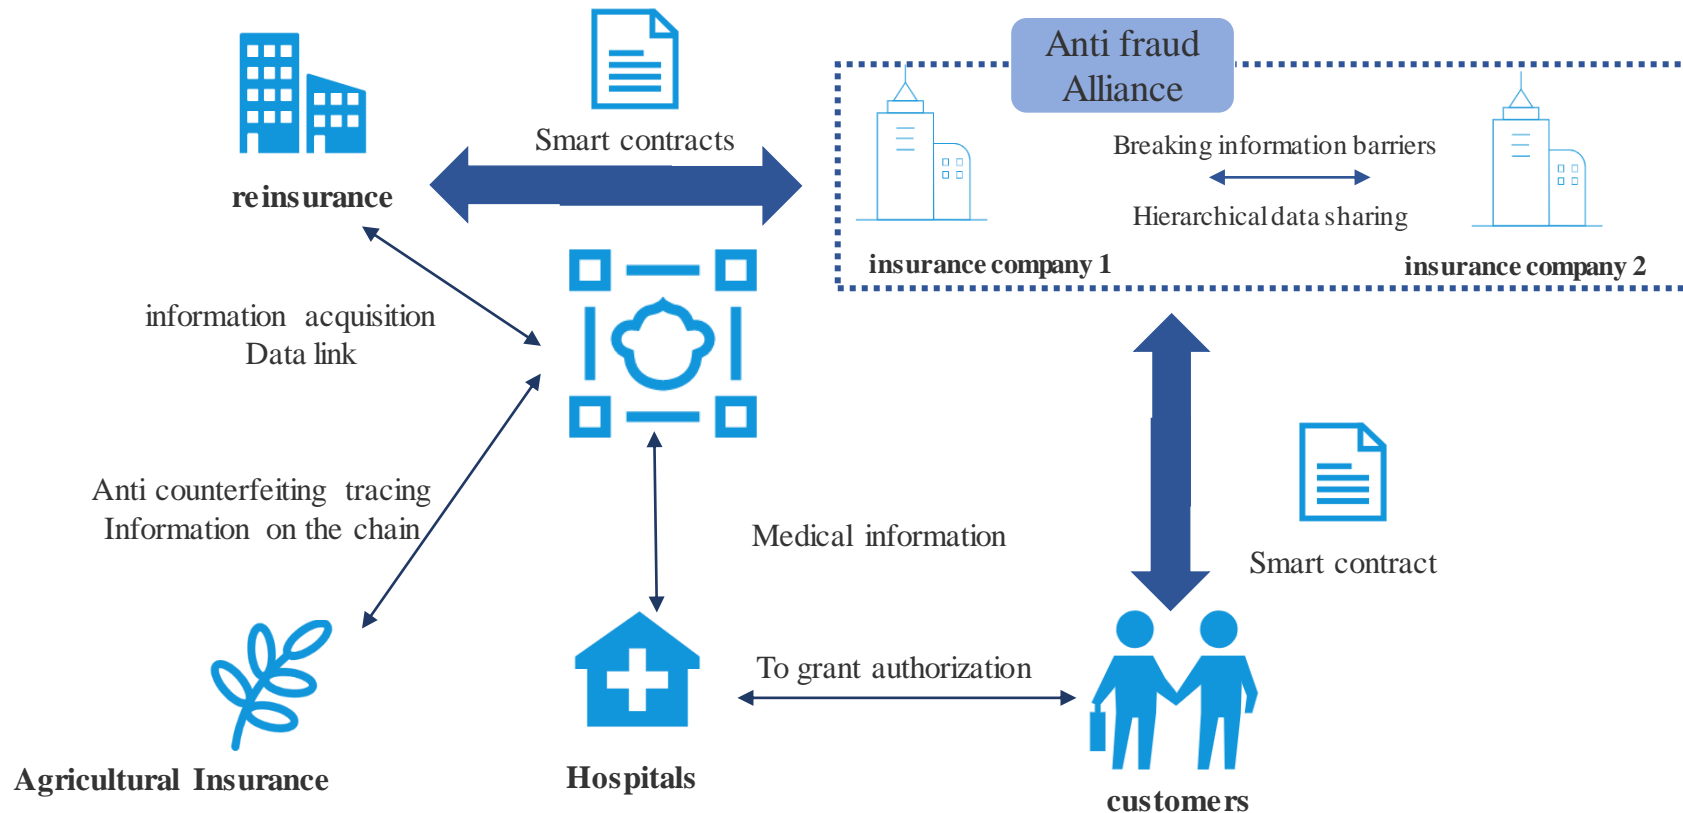 Anti fraud
Alliance
Smart contracts
Breaking information barriers
reinsurance
Hierarchical data sharing
insurance company 1
insurance company 2
information acquisition
Data link
Anti counterfeiting tracing
Information on the chain
Medical information
Smart contract
To grant authorization
Agricultural Insurance
Hospitals
customers